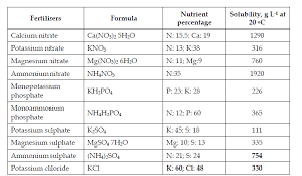 Fertilizers Formula Nutrient percentage Solubility, g L-1 at 20 °C
Calcium nitrate Ca(NO3)2 5H2O N: 15.5; Ca: 19 1290
Potassium nitrate KNO3 N: 13; K:38 316
Magnesium nitrate Mg(NO3)2 6H2O N: 11; Mg:9 760
Ammonium nitrate NH4NO3 N:35 1920
Monopotassium phosphate KH2PO4 P: 23; K: 28 226
Monoammonium phosphate NH4H2PO4 N: 12; P: 60 365
Potassium sulphate K2SO4 K: 45; S: 18 111
Magnesium sulphate MgSO4 7H2O Mg: 10; S: 13 335
Ammonium sulphate (NH4)2SO4 N: 21; S: 24 754
Potassium chloride KCl K: 60; Cl: 48 330